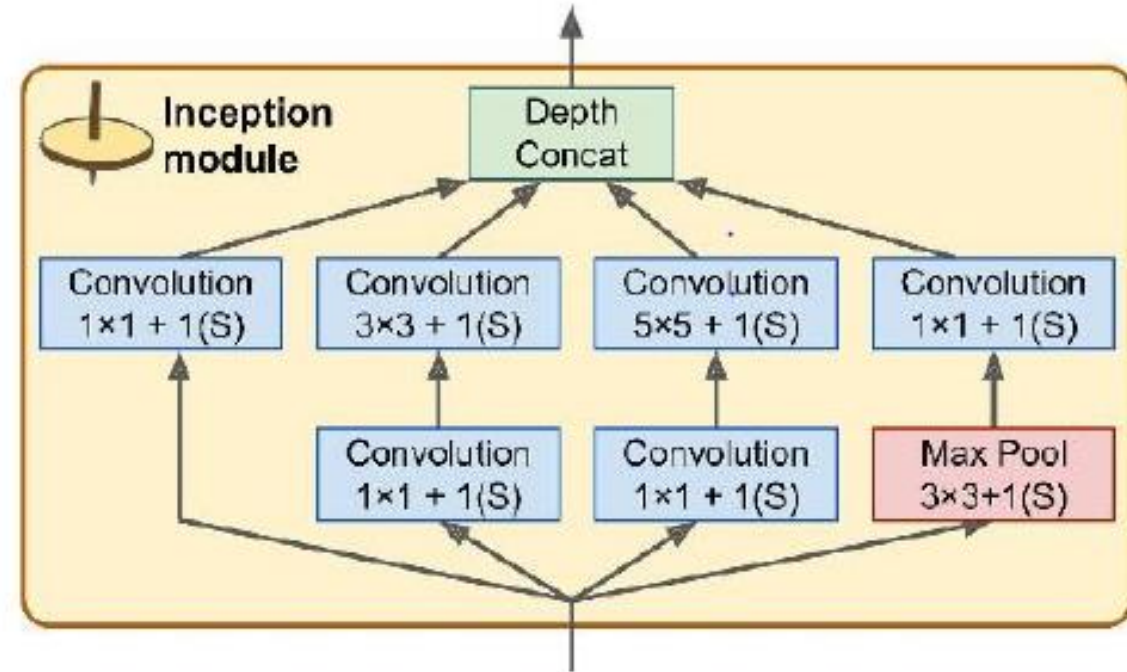 Inception
module
Depth
Concat
Convolution
1×1 + 1(S)
Convolution
3×3 + 1(S)
Convolution
5×5 + 1(S)
Convolution
1×1 + 1(S)
Convolution
1×1 + 1(S)
Convolution
1×1 + 1(S)
Max Pool
3×3+1(S)